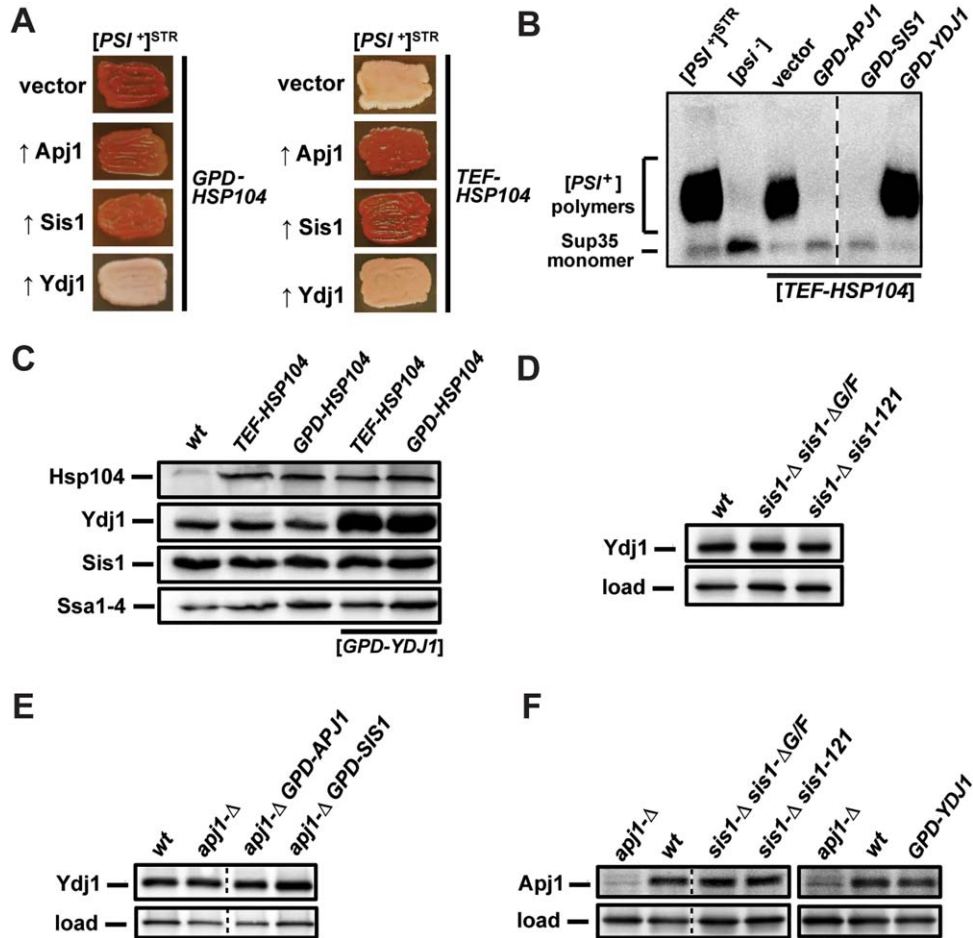 A
[PSI +]STR
vector
↑ Apj1
↑ Sis1
↑ Ydj1
GPD-
HSP104
[PSI +]STR
vector
↑ Apj1
↑ Sis1
↑ Ydj1
TEF-
HSP104
B
[PSI+]STR
[psi-]
vector
GPD-APJ1
GPD-SIS1
GPD-YDJ1
[PSI+]
polymers
Sup35
monomer
[TEF-HSP104]
C
wt
TEF-HSP104
GPD-HSP104
TEF-HSP104
GPD-HSP104
Hsp104
Ydj1
Sis1
Ssa1-4
[GPD-YDJ1]
D
wt
sis1-Δ sis1-ΔG/F
sis1-Δ sis1-121
Ydj1
load
E
wt
apj1-Δ
apj1-Δ GPD-APJ1
apj1-Δ GPD-SIS1
Ydj1
load
F
apj1-Δ
wt
sis1-Δ sis1-ΔG/F
sis1-Δ sis1-121
apj1-Δ
wt
GPD-YDJ1
Apj1
load